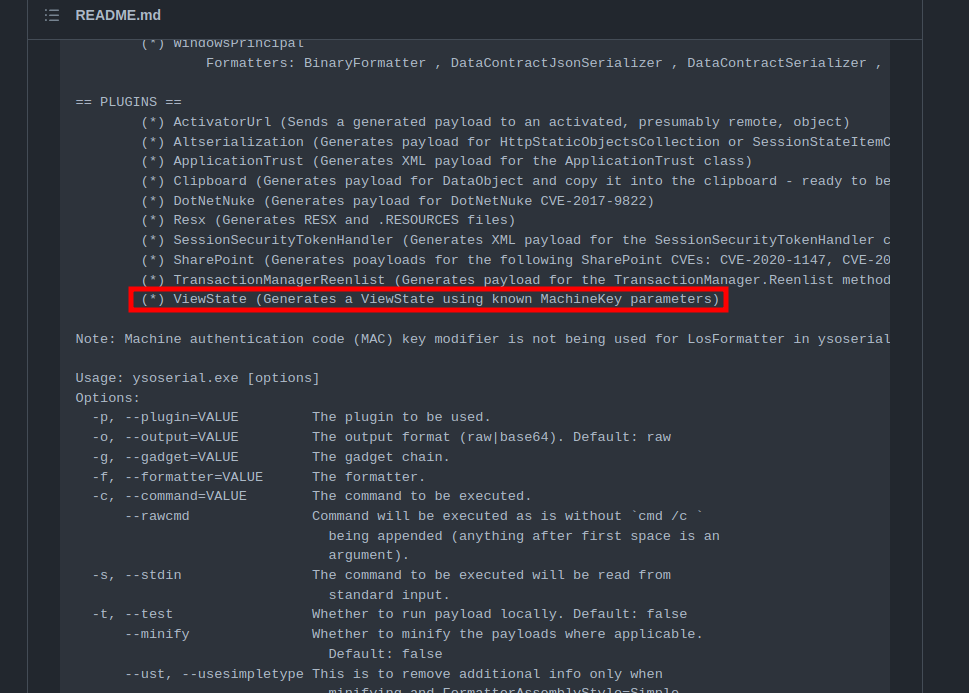 README.md
(*) WindowsPrincipal
Formatters: BinaryFormatter , DataContractJsonSerializer , DataContractSerializer ,
== PLUGINS ==
(*) ActivatorUrl (Sends a generated payload to an activated, presumably remote, object)
(*) Altserialization (Generates payload for HttpStaticObjectsCollection or SessionStateItemC
(*) ApplicationTrust (Generates XML payload for the ApplicationTrust class)
(*) Clipboard (Generates payload for DataObject and copy it into the clipboard - ready to be
(*) DotNetNuke (Generates payload for DotNetNuke CVE-2017-9822)
(*) Resx (Generates RESX and .RESOURCES files)
(*) SessionSecurityTokenHandler (Generates XML payload for the SessionSecurityTokenHandler c
(*) SharePoint (Generates poayloads for the following SharePoint CVEs: CVE-2020-1147, CVE-20
(*) TransactionManagerReenlist (Generates payload for the TransactionManager.Reenlist method
(*) ViewState (Generates a ViewState using known MachineKey parameters)
Note: Machine authentication code (MAC) key modifier is not being used for LosFormatter in ysoserial
Usage: ysoserial.exe [options]
Options:
-p, --plugin=VALUE The plugin to be used.
-o, --output=VALUE The output format (raw|base64). Default: raw
-g, --gadget=VALUE The gadget chain.
-f, --formatter=VALUE The formatter.
-c, --command=VALUE The command to be executed.
--rawcmd Command will be executed as is without `cmd /c `
being appended (anything after first space is an
argument).
-s, --stdin The command to be executed will be read from
standard input.
-t, --test Whether to run payload locally. Default: false
--minify Whether to minify the payloads where applicable.
Default: false
--ust, --usesimpletype This is to remove additional info only when
minifying and FormatterAssemblyStyle=Simple